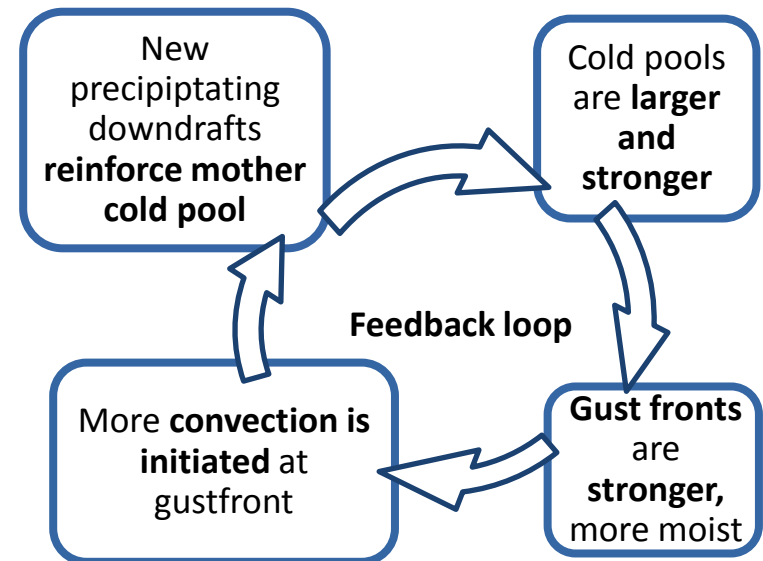 New
precipiptating
downdrafts
reinforce mother
cold pool
Cold pools
are larger
and
stronger
Feedback loop
More convection is
initiated at
gustfront
Gust fronts
are
stronger,
more moist